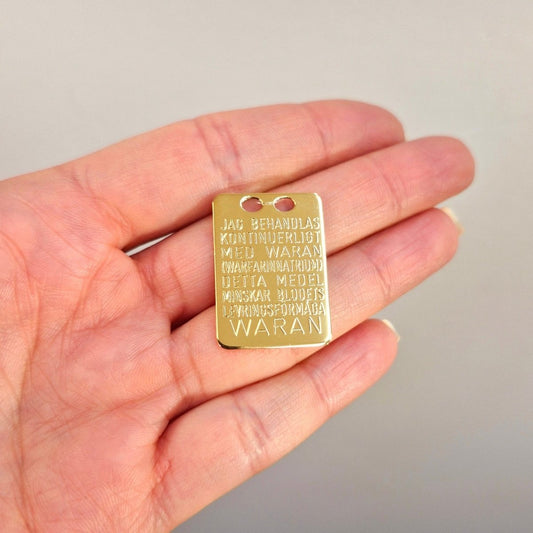 JAG BEHANDLAS
KONTINUERLIGT
MED WARAN
(WARFARINNATRIUM)
DETTA MEDEL
MINSKAR BLODETS
LEVRINGSFÖRMÅGA
WARAN